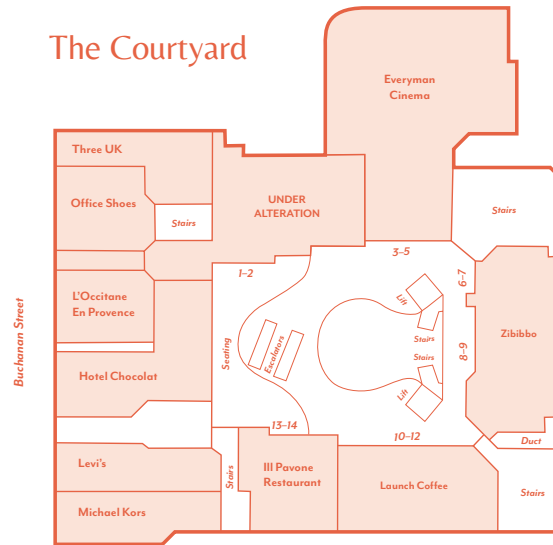 The Courtyard
Everyman
Cinema
Three UK
Office Shoes
Stairs
UNDER
ALTERATION
Stairs
1–2
3–5
6–7
L'Occitane
En Provence
Lift
Stairs
Zibibbo
Buchanan Street
Seating
Escalators
Stairs
8–9
Hotel Chocolat
Lift
13–14
10–12
Duct
Levi's
Stairs
III Pavone
Restaurant
Launch Coffee
Stairs
Michael Kors